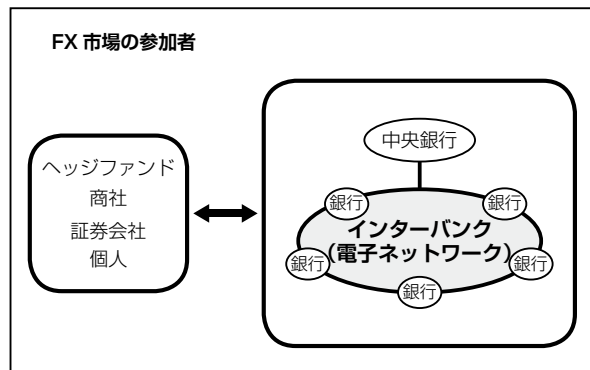 FX 市場の参加者
ヘッジファンド
商社
証券会社
個人
中央銀行
銀行
銀行
インターバンク
(電子ネットワーク)
銀行
銀行
銀行